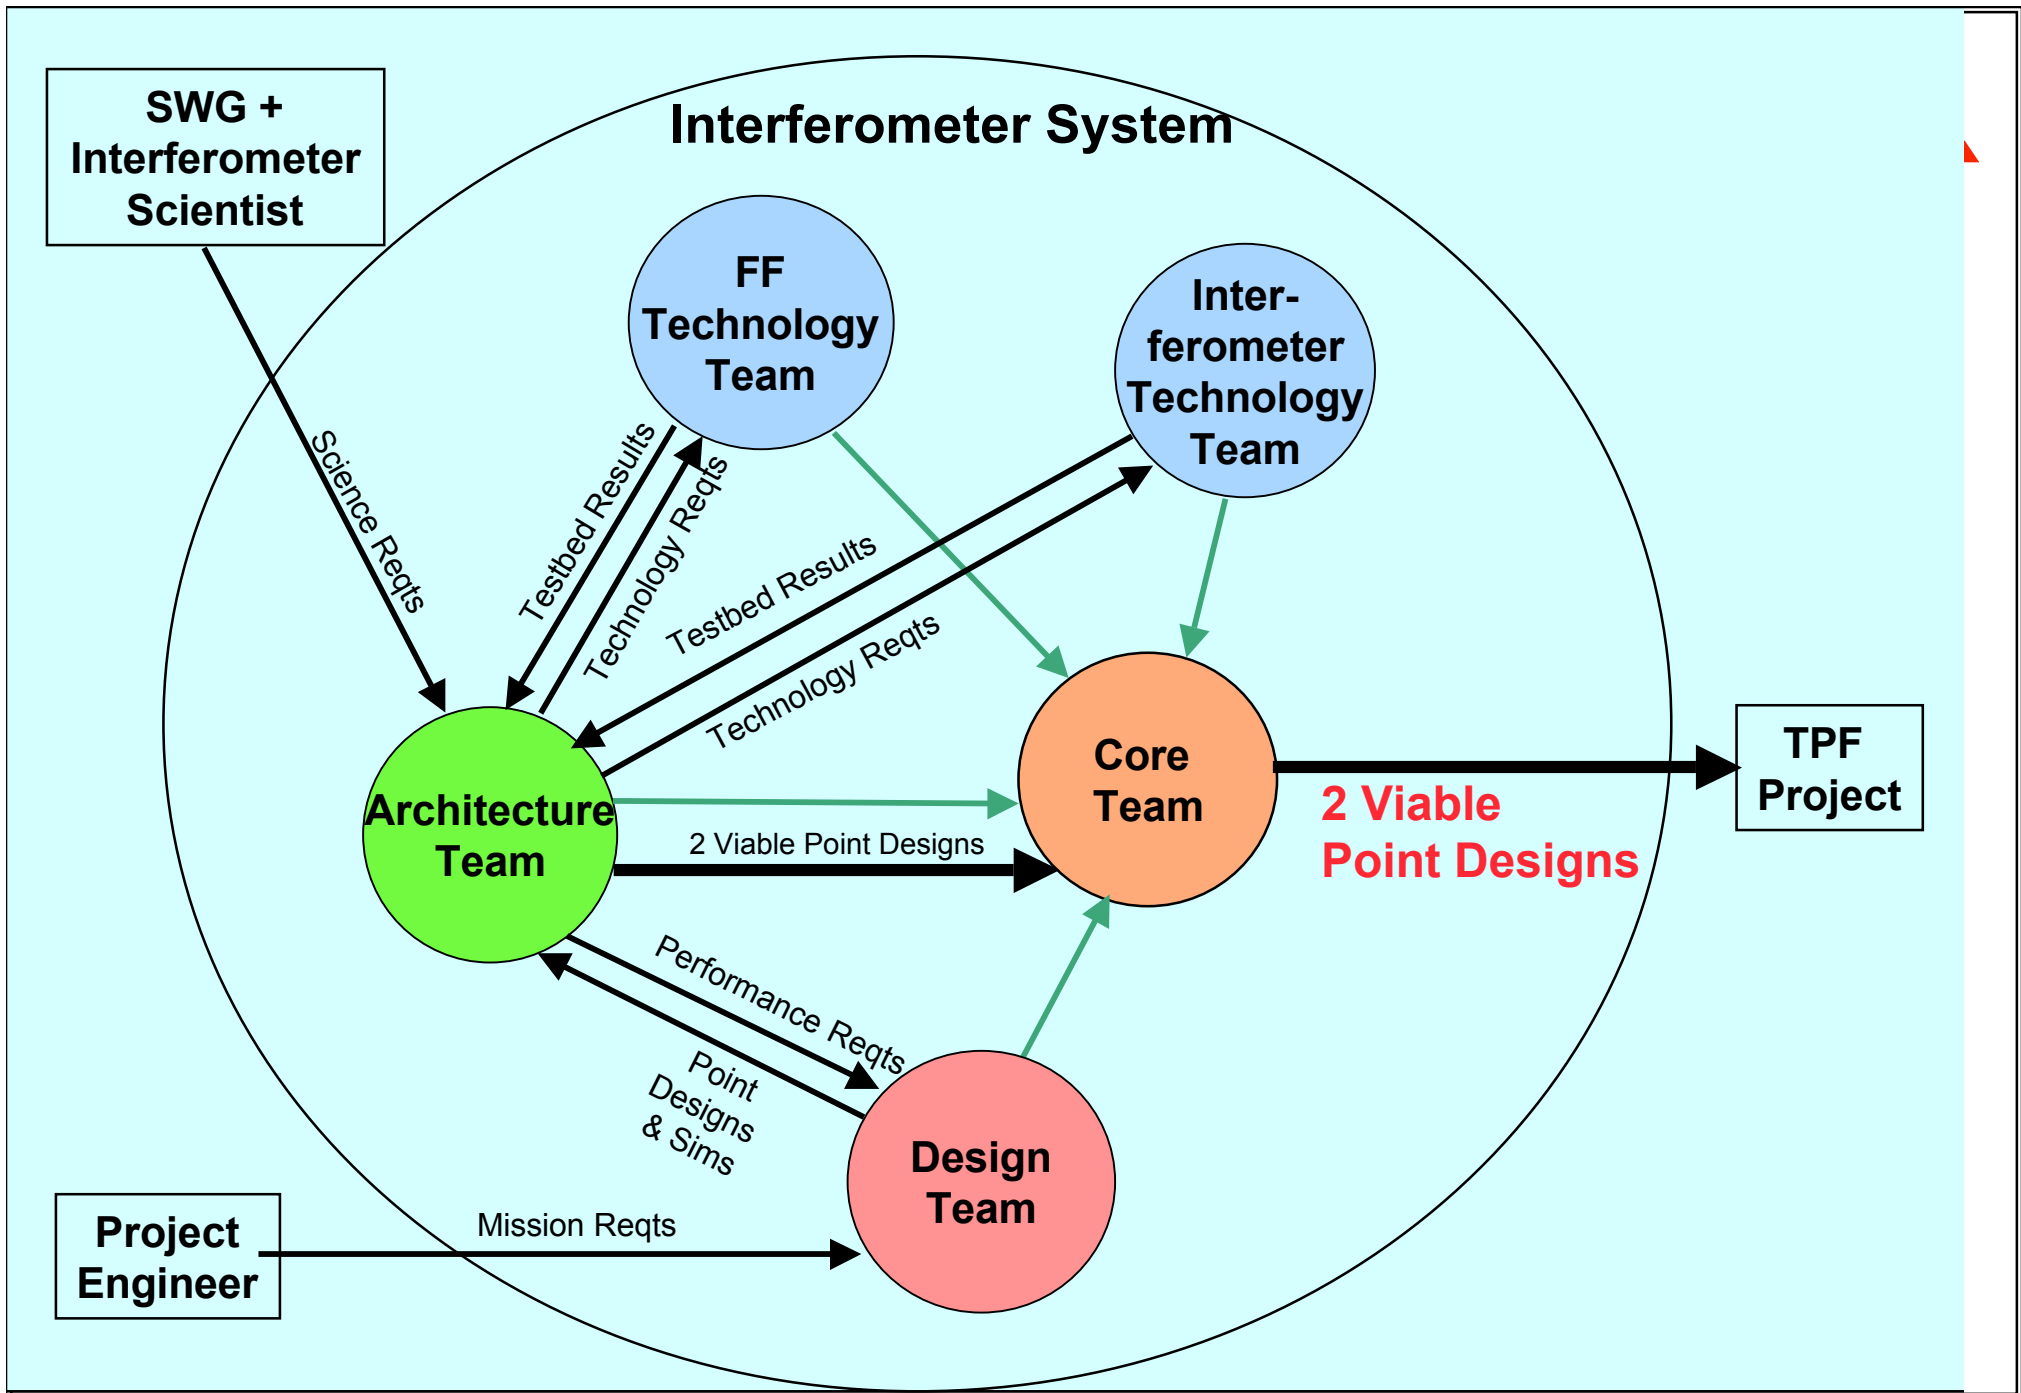 SWG +
Interferometer
Scientist
Interferometer System
FF
Technology
Team
Inter-
ferometer
Technology
Team
Science Reqts
Testbed Results
Technology Reqts
Testbed Results
Technology Reqts
Architecture
Team
2 Viable Point Designs
Core
Team
2 Viable
Point Designs
TPF
Project
Performance Reqts
Point
Designs
& Sims
Design
Team
Project
Engineer
Mission Reqts